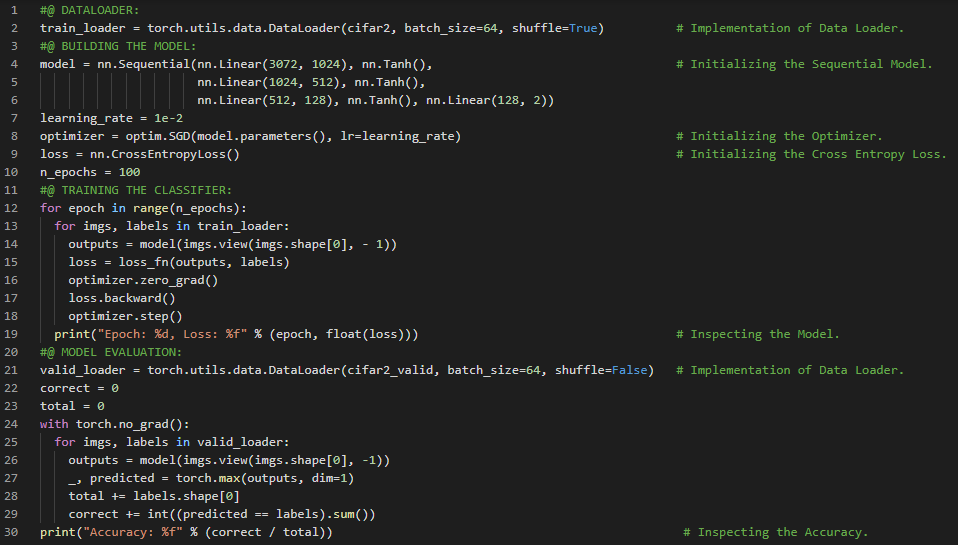 1 #@ DATALOADER:
2 train_loader = torch.utils.data.DataLoader(cifar2, batch_size=64, shuffle=True) # Implementation of Data Loader.
3 #@ BUILDING THE MODEL:
4 model = nn.Sequential(nn.Linear(3072, 1024), nn.Tanh(), # Initializing the Sequential Model.
5 nn.Linear(1024, 512), nn.Tanh(),
6 nn.Linear(512, 128), nn.Tanh(), nn.Linear(128, 2))
7 learning_rate = 1e-2
8 optimizer = optim.SGD(model.parameters(), lr=learning_rate) # Initializing the Optimizer.
9 loss = nn.CrossEntropyLoss() # Initializing the Cross Entropy Loss.
10 n_epochs = 100
11 #@ TRAINING THE CLASSIFIER:
12 for epoch in range(n_epochs):
13 for imgs, labels in train_loader:
14 outputs = model(imgs.view(imgs.shape[0], - 1))
15 loss = loss_fn(outputs, labels)
16 optimizer.zero_grad()
17 loss.backward()
18 optimizer.step()
19 print("Epoch: %d, Loss: %f" % (epoch, float(loss))) # Inspecting the Model.
20 #@ MODEL EVALUATION:
21 valid_loader = torch.utils.data.DataLoader(cifar2_valid, batch_size=64, shuffle=False) # Implementation of Data Loader.
22 correct = 0
23 total = 0
24 with torch.no_grad():
25 for imgs, labels in valid_loader:
26 outputs = model(imgs.view(imgs.shape[0], -1))
27 _, predicted = torch.max(outputs, dim=1)
28 total += labels.shape[0]
29 correct += int((predicted == labels).sum())
30 print("Accuracy: %f" % (correct / total)) # Inspecting the Accuracy.